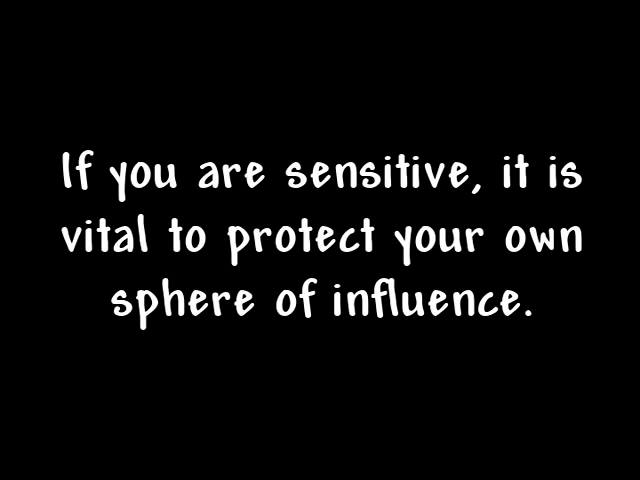 If you are sensitive, it is
vital to protect your own
sphere of influence.